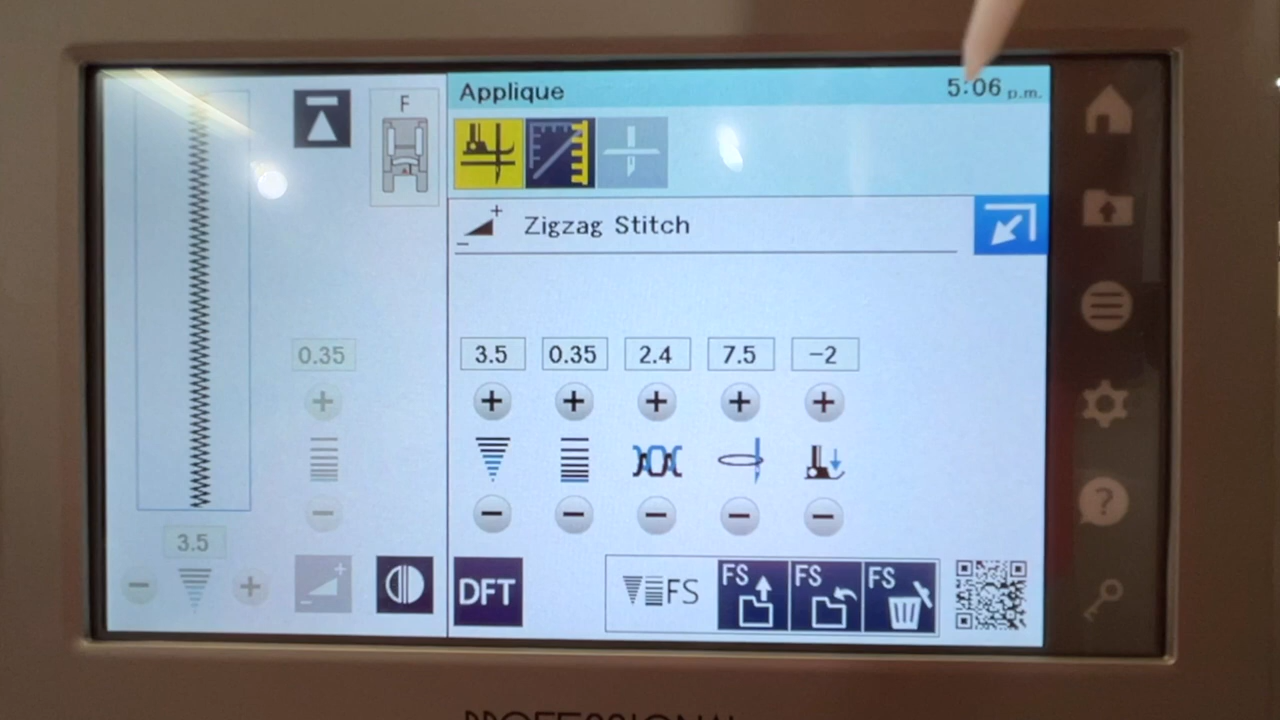 F
Applique
5:06 p.m.
Zigzag Stitch
0.35
3.5 0.35 2.4 7.5 -2
3.5
DFT
FS
FS FS FS
PROFESSIONAL